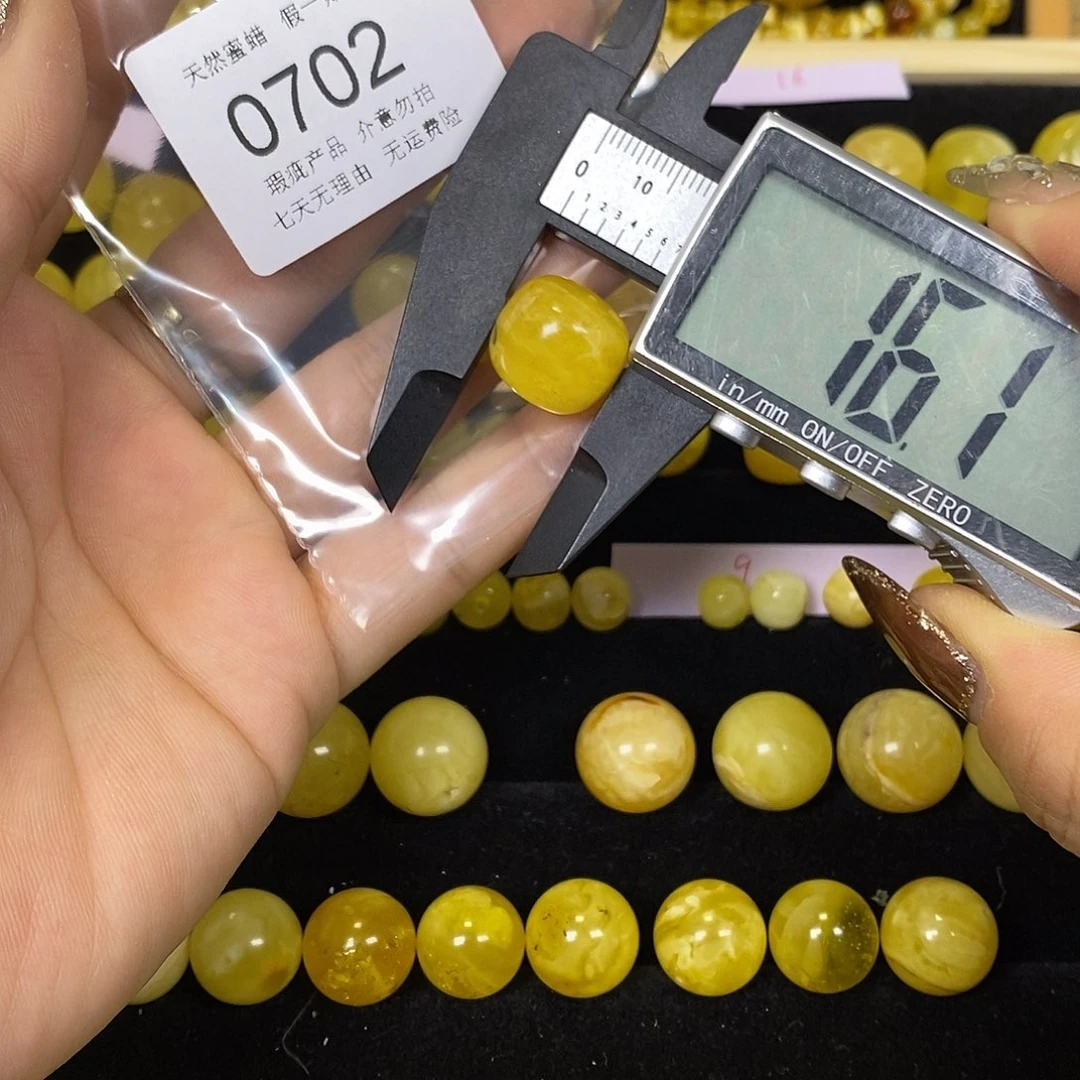 天然蜜蜡 假一
0702
瑕疵产品 介意勿拍
七天无理由 无运费险
16
0 10
1 2 3 4 5 6
16.1
in/mm ON/OFF ZERO
9